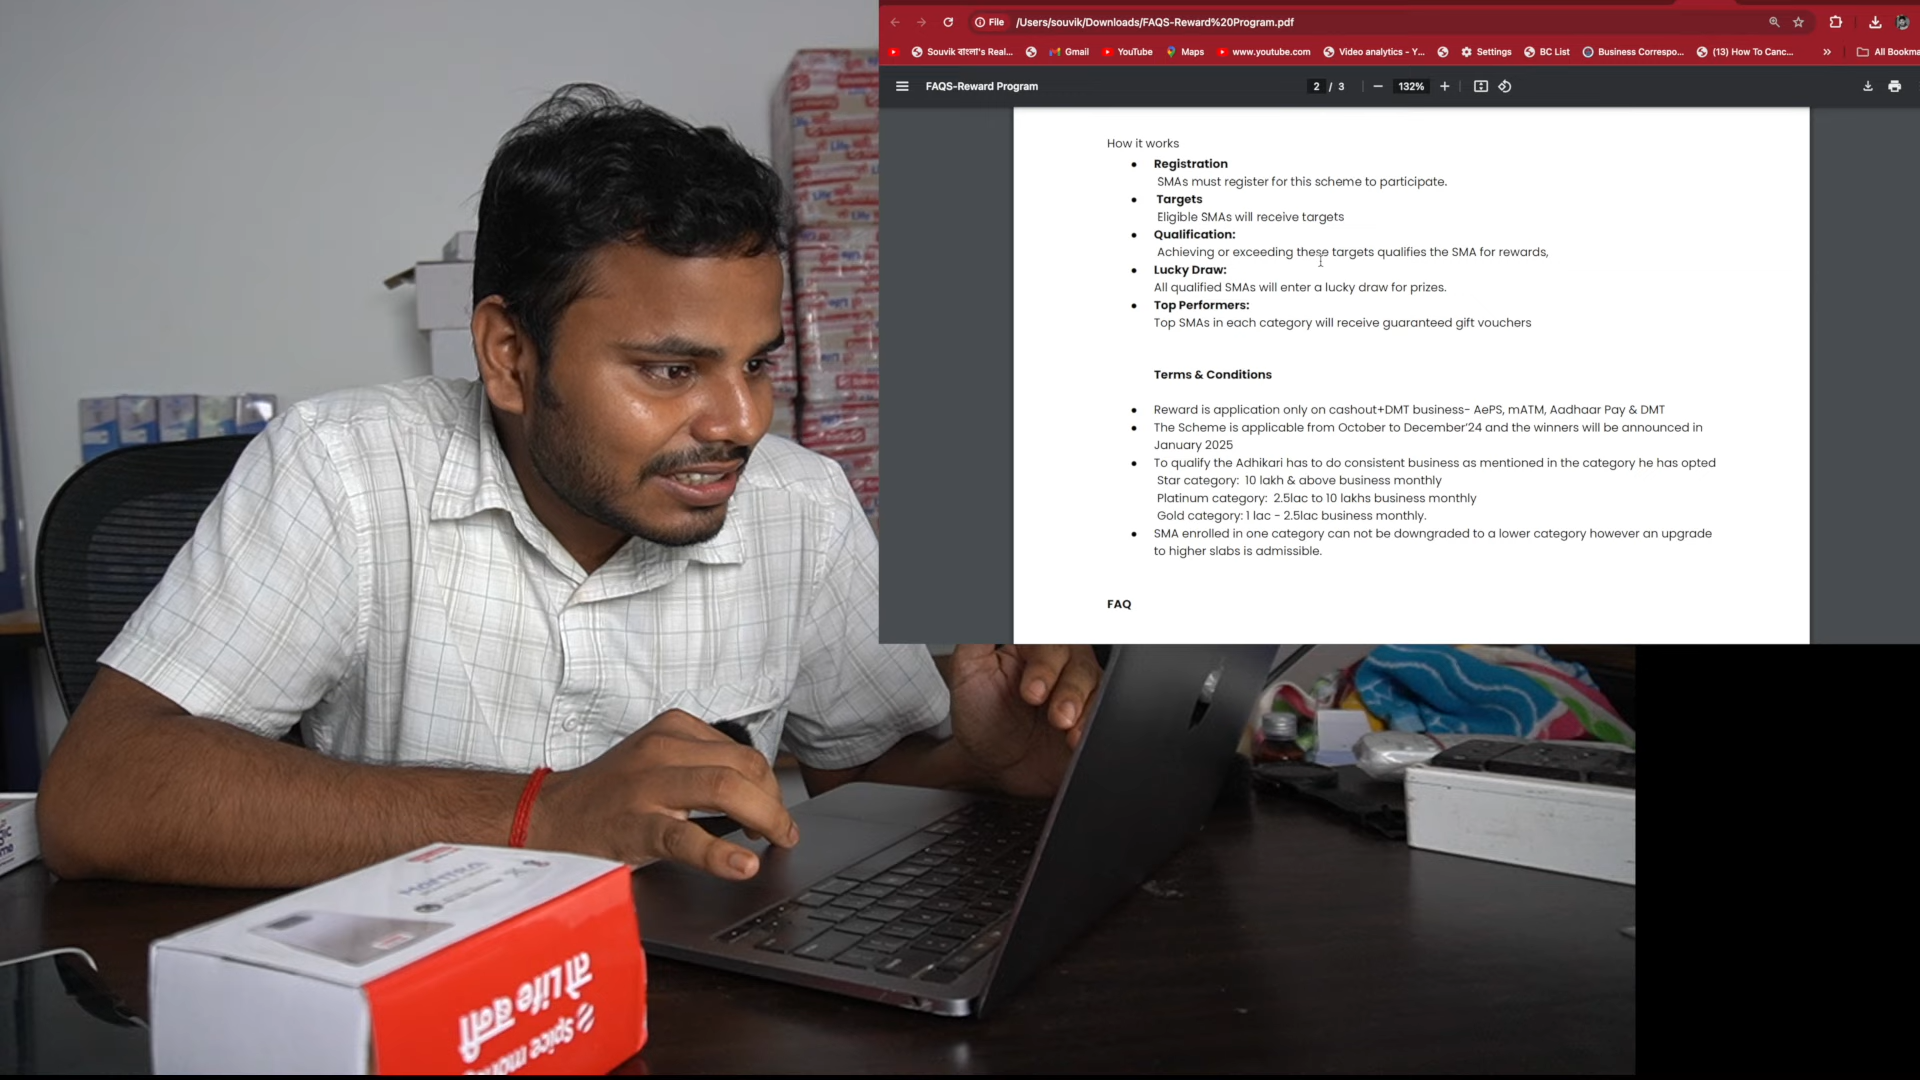 File /Users/souvik/Downloads/FAQS-Reward%20Program.pdf
Souvik বাংলা's Real... Gmail YouTube Maps www.youtube.com Video analytics - Y... Settings BC List Business Correspo... (13) How To Canc... » All Bookma
FAQS-Reward Program 2 / 3 132%
How it works
• Registration
SMAs must register for this scheme to participate.
• Targets
Eligible SMAs will receive targets
• Qualification:
Achieving or exceeding these targets qualifies the SMA for rewards,
• Lucky Draw:
All qualified SMAs will enter a lucky draw for prizes.
• Top Performers:
Top SMAs in each category will receive guaranteed gift vouchers
Terms & Conditions
• Reward is application only on cashout+DMT business- AePS, mATM, Aadhaar Pay & DMT
• The Scheme is applicable from October to December'24 and the winners will be announced in
January 2025
• To qualify the Adhikari has to do consistent business as mentioned in the category he has opted
Star category: 10 lakh & above business monthly
Platinum category: 2.5lac to 10 lakhs business monthly
Gold category: 1 lac - 2.5lac business monthly.
• SMA enrolled in one category can not be downgraded to a lower category however an upgrade
to higher slabs is admissible.
FAQ
MANTRA
तो Life बनी
Spice mon